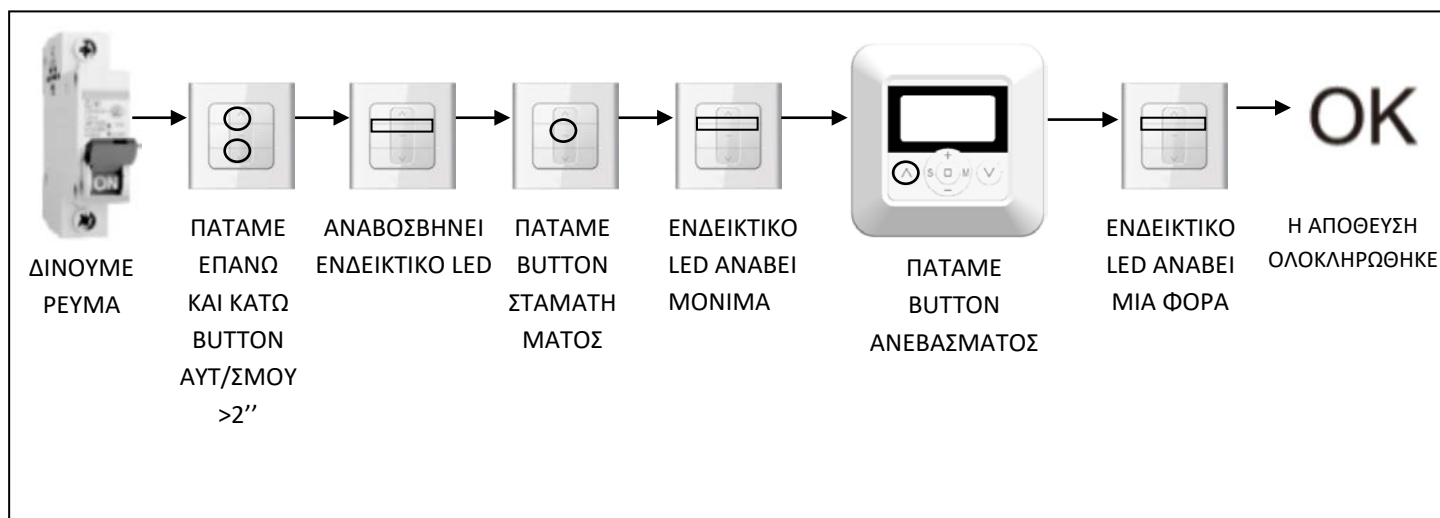 ON
S
+
M
−
OK
ΔΙΝΟΥΜΕ
ΡΕΥΜΑ
ΠΑΤΑΜΕ
ΕΠΑΝΩ
ΚΑΙ ΚΑΤΩ
BUTTON
ΑΥΤ/ΣΜΟΥ
>2’’
ΑΝΑΒΟΣΒΗΝΕΙ
ΕΝΔΕΙΚΤΙΚΟ LED
ΠΑΤΑΜΕ
BUTTON
ΣΤΑΜΑΤΗ
ΜΑΤΟΣ
ΕΝΔΕΙΚΤΙΚΟ
LED ΑΝΑΒΕΙ
ΜΟΝΙΜΑ
ΠΑΤΑΜΕ
BUTTON
ΑΝΕΒΑΣΜΑΤΟΣ
ΕΝΔΕΙΚΤΙΚΟ
LED ΑΝΑΒΕΙ
ΜΙΑ ΦΟΡΑ
Η ΑΠΟΘΕΥΣΗ
ΟΛΟΚΛΗΡΩΘΗΚΕ